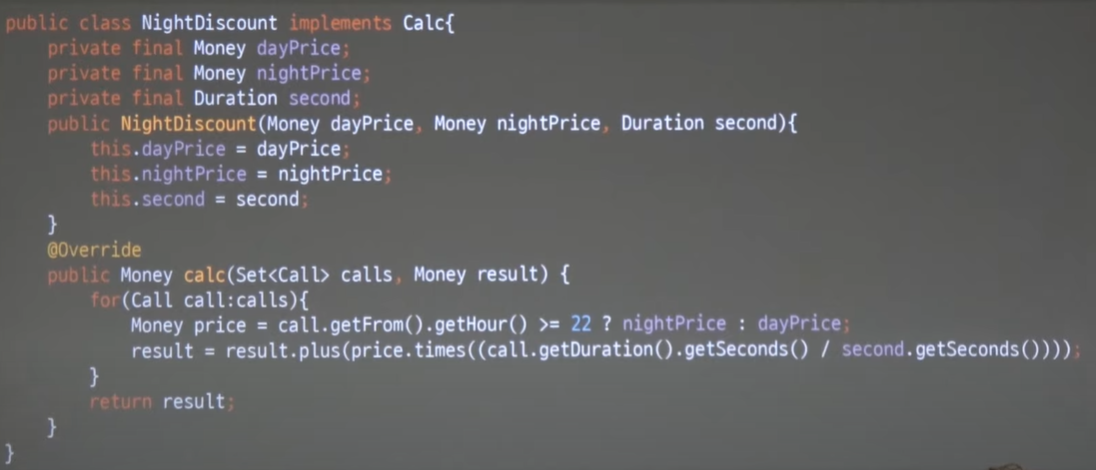 public class NightDiscount implements Calc{
    private final Money dayPrice;
    private final Money nightPrice;
    private final Duration second;
    public NightDiscount(Money dayPrice, Money nightPrice, Duration second){
        this.dayPrice = dayPrice;
        this.nightPrice = nightPrice;
        this.second = second;
    }
    @Override
    public Money calc(Set<Call> calls, Money result) {
        for(Call call:calls){
            Money price = call.getFrom().getHour() >= 22 ? nightPrice : dayPrice;
            result = result.plus(price.times((call.getDuration().getSeconds() / second.getSeconds())));
        }
        return result;
    }
}